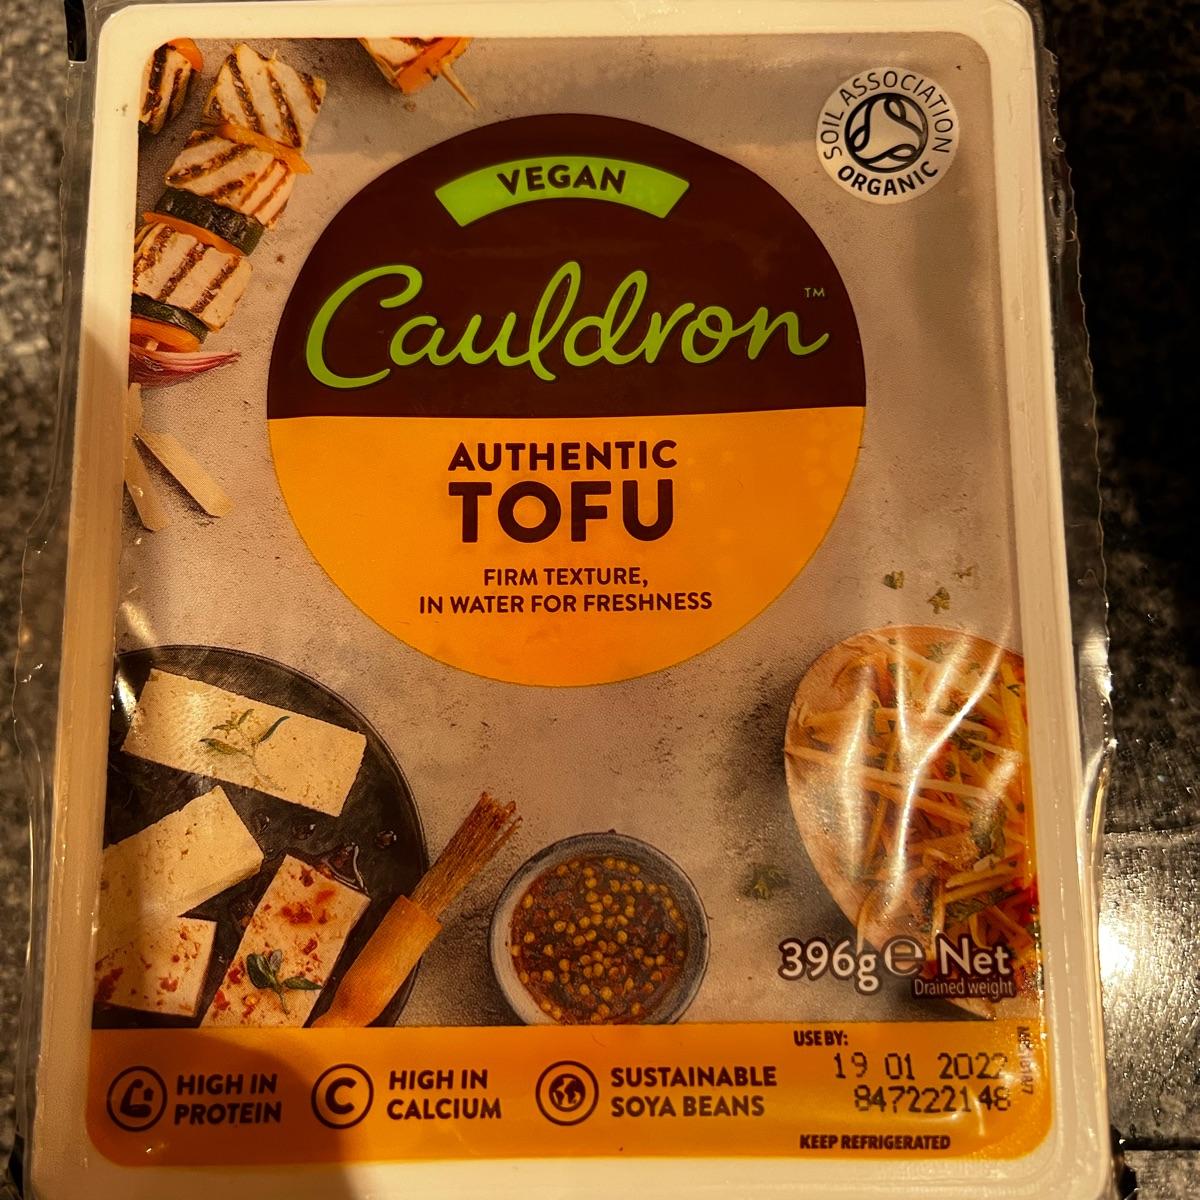 SOIL ASSOCIATION
ORGANIC
VEGAN
Cauldron™
AUTHENTIC
TOFU
FIRM TEXTURE,
IN WATER FOR FRESHNESS
396g ℮ Net
Drained weight
HIGH IN
PROTEIN
C
HIGH IN
CALCIUM
SUSTAINABLE
SOYA BEANS
USE BY:
19 01 2022
847222148
KEEP REFRIGERATED